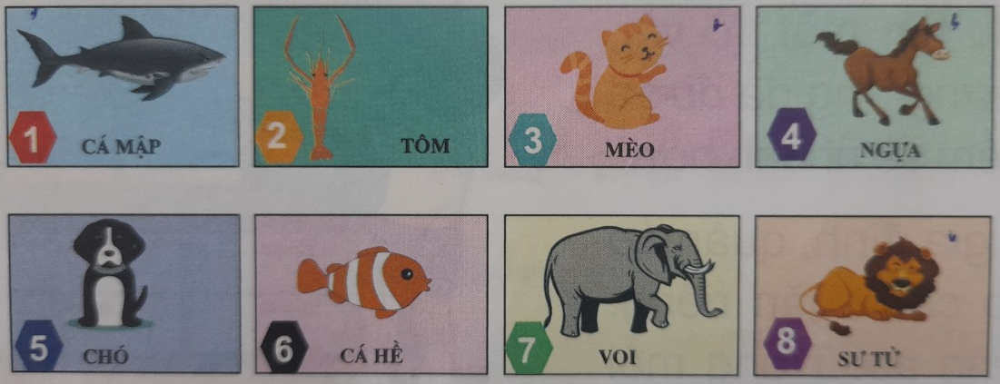 1 CÁ MẬP
2 TÔM
3 MÈO
4 NGỰA
5 CHÓ
6 CÁ HỀ
7 VOI
8 SƯ TỬ